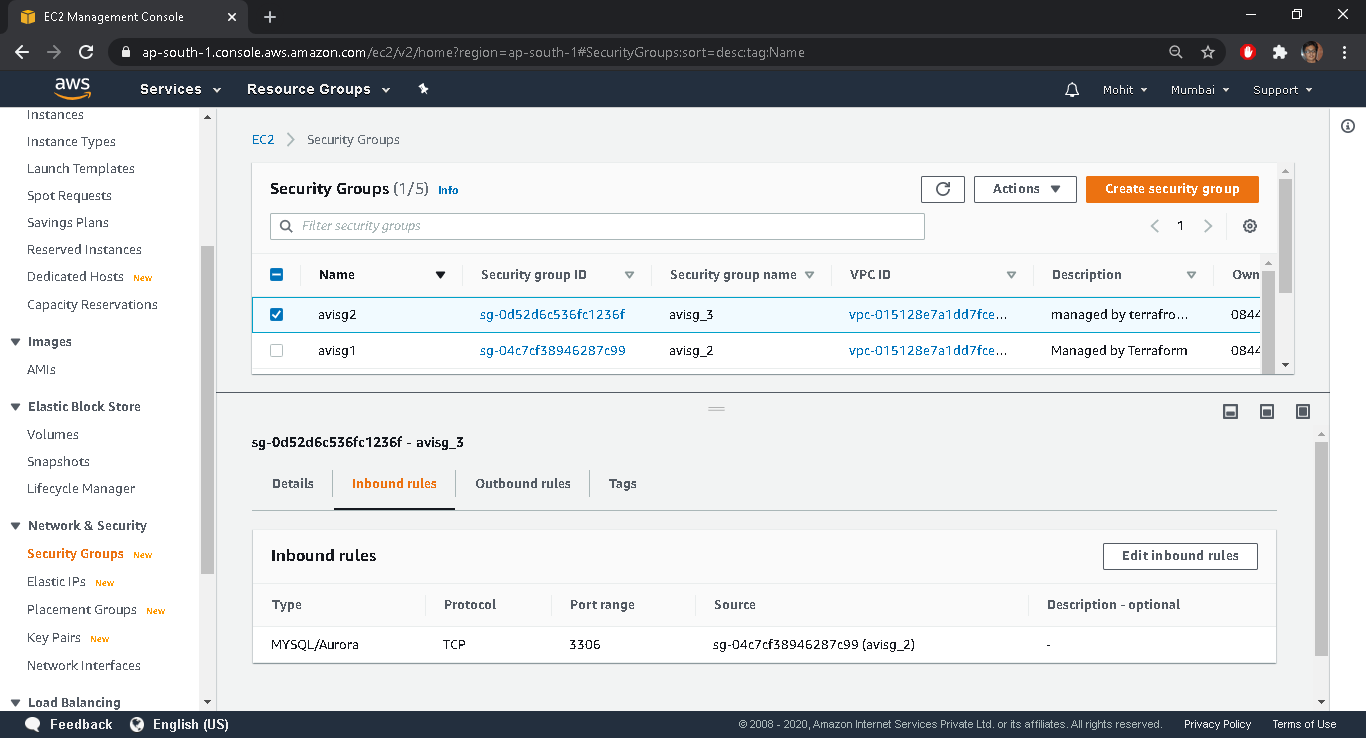 EC2 Management Console
ap-south-1.console.aws.amazon.com/ec2/v2/home?region=ap-south-1#SecurityGroups:sort=desc:tag:Name
aws Services Resource Groups Mohit Mumbai Support
Instances
Instance Types
Launch Templates
Spot Requests
Savings Plans
Reserved Instances
Dedicated Hosts New
Capacity Reservations
Images
AMIs
Elastic Block Store
Volumes
Snapshots
Lifecycle Manager
Network & Security
Security Groups New
Elastic IPs New
Placement Groups New
Key Pairs New
Network Interfaces
Load Balancing
EC2 Security Groups
Security Groups (1/5) Info Actions Create security group
Filter security groups 1
Name Security group ID Security group name VPC ID Description Own
avisg2 sg-0d52d6c536fc1236f avisg_3 vpc-015128e7a1dd7fce... managed by terrafro... 0844
avisg1 sg-04c7cf38946287c99 avisg_2 vpc-015128e7a1dd7fce... Managed by Terraform 0844
sg-0d52d6c536fc1236f - avisg_3
Details Inbound rules Outbound rules Tags
Inbound rules Edit inbound rules
Type Protocol Port range Source Description - optional
MYSQL/Aurora TCP 3306 sg-04c7cf38946287c99 (avisg_2) -
Feedback English (US) © 2008 - 2020, Amazon Internet Services Private Ltd. or its affiliates. All rights reserved. Privacy Policy Terms of Use